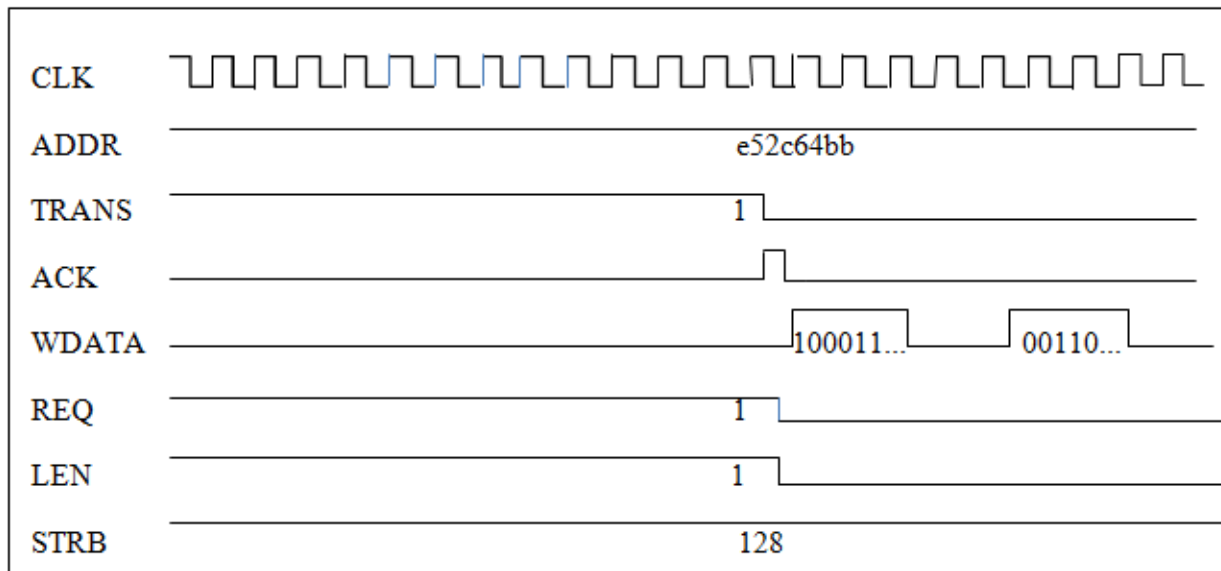 CLK
ADDR e52c64bb
TRANS 1
ACK
WDATA 100011... 00110...
REQ 1
LEN 1
STRB 128